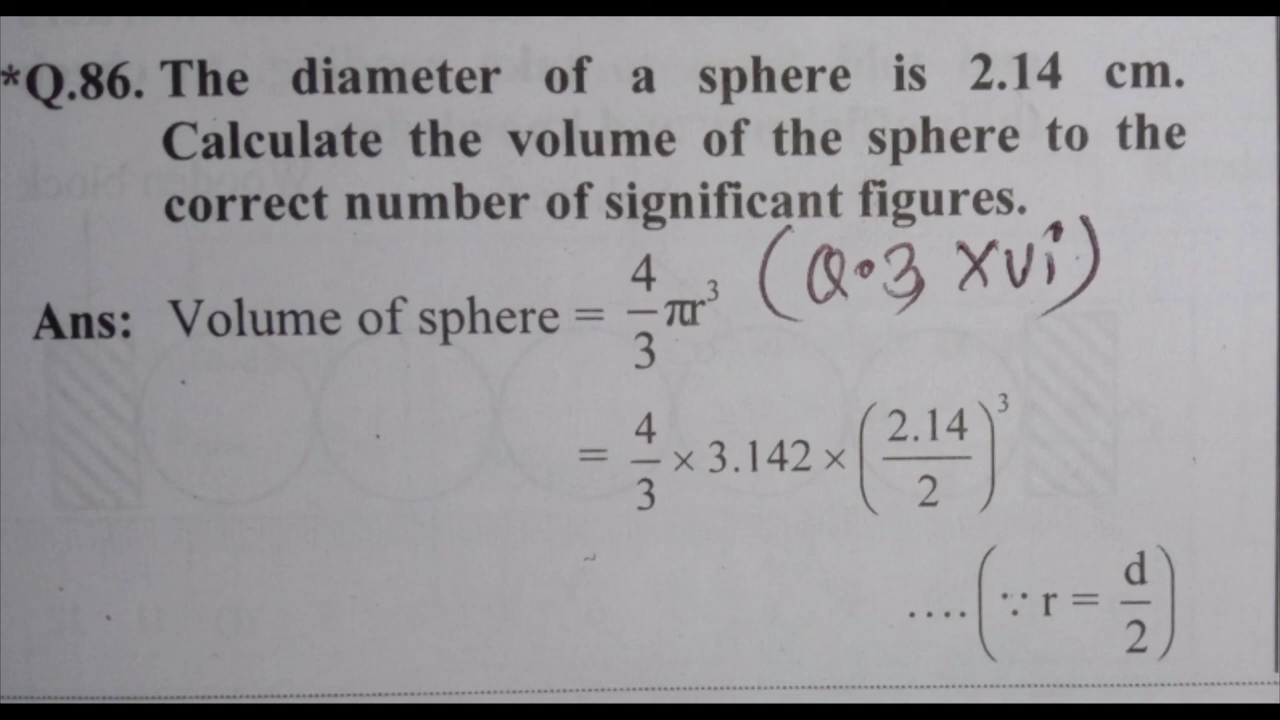 *Q.86. The diameter of a sphere is 2.14 cm.
Calculate the volume of the sphere to the
correct number of significant figures.
Ans: Volume of sphere = 4/3 πr³ (Q.3 xvi)
= 4/3 × 3.142 × (2.14/2)³
....(∵ r = d/2)